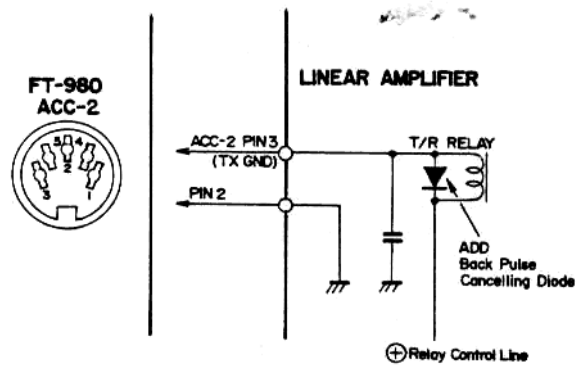 FT-980
ACC-2
5 4
2
3 1
LINEAR AMPLIFIER
ACC-2 PIN 3
(TX GND)
T/R RELAY
PIN 2
ADD
Back Pulse
Cancelling Diode
+ Relay Control Line